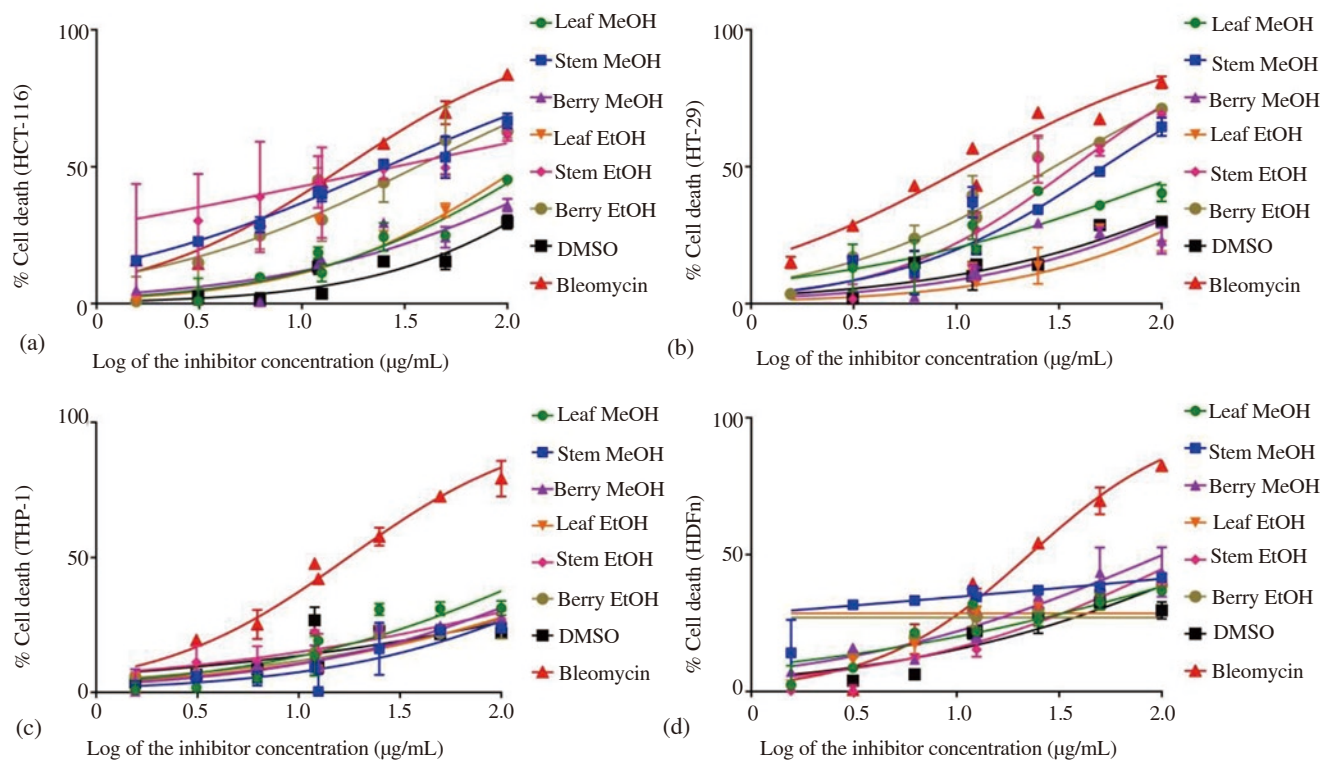 100
50
0
% Cell death (HCT-116)
0 0.5 1.0 1.5 2.0
(a)
Log of the inhibitor concentration (μg/mL)
Leaf MeOH
Stem MeOH
Berry MeOH
Leaf EtOH
Stem EtOH
Berry EtOH
DMSO
Bleomycin
100
50
0
% Cell death (HT-29)
0 0.5 1.0 1.5 2.0
(b)
Log of the inhibitor concentration (μg/mL)
Leaf MeOH
Stem MeOH
Berry MeOH
Leaf EtOH
Stem EtOH
Berry EtOH
DMSO
Bleomycin
100
50
0
% Cell death (THP-1)
0 0.5 1.0 1.5 2.0
(c)
Log of the inhibitor concentration (μg/mL)
Leaf MeOH
Stem MeOH
Berry MeOH
Leaf EtOH
Stem EtOH
Berry EtOH
DMSO
Bleomycin
100
50
0
% Cell death (HDFn)
0 0.5 1.0 1.5 2.0
(d)
Log of the inhibitor concentration (μg/mL)
Leaf MeOH
Stem MeOH
Berry MeOH
Leaf EtOH
Stem EtOH
Berry EtOH
DMSO
Bleomycin